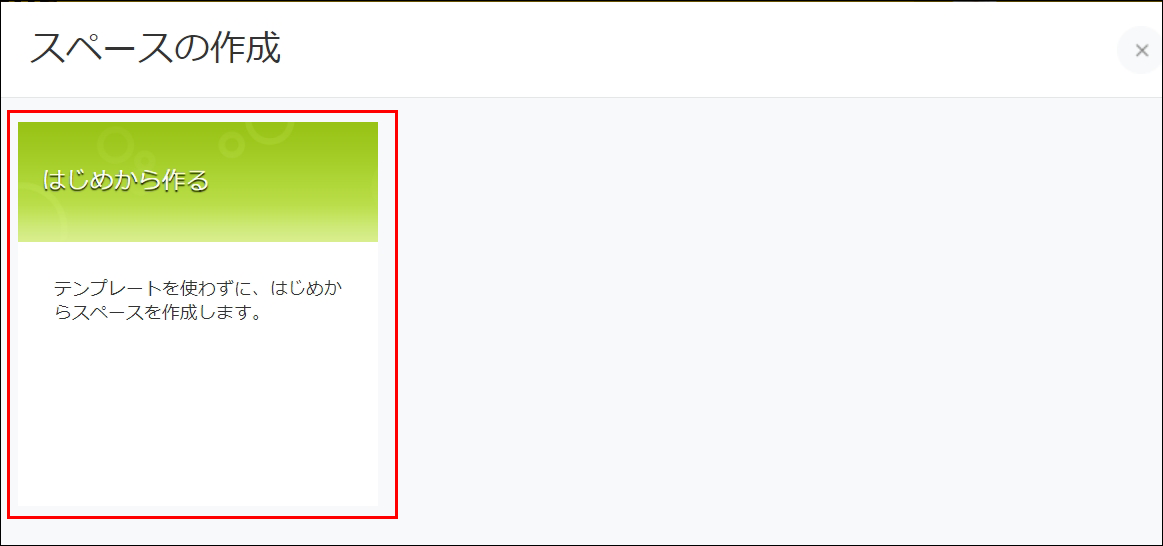 スペースの作成
はじめから作る
テンプレートを使わずに、はじめか
らスペースを作成します。